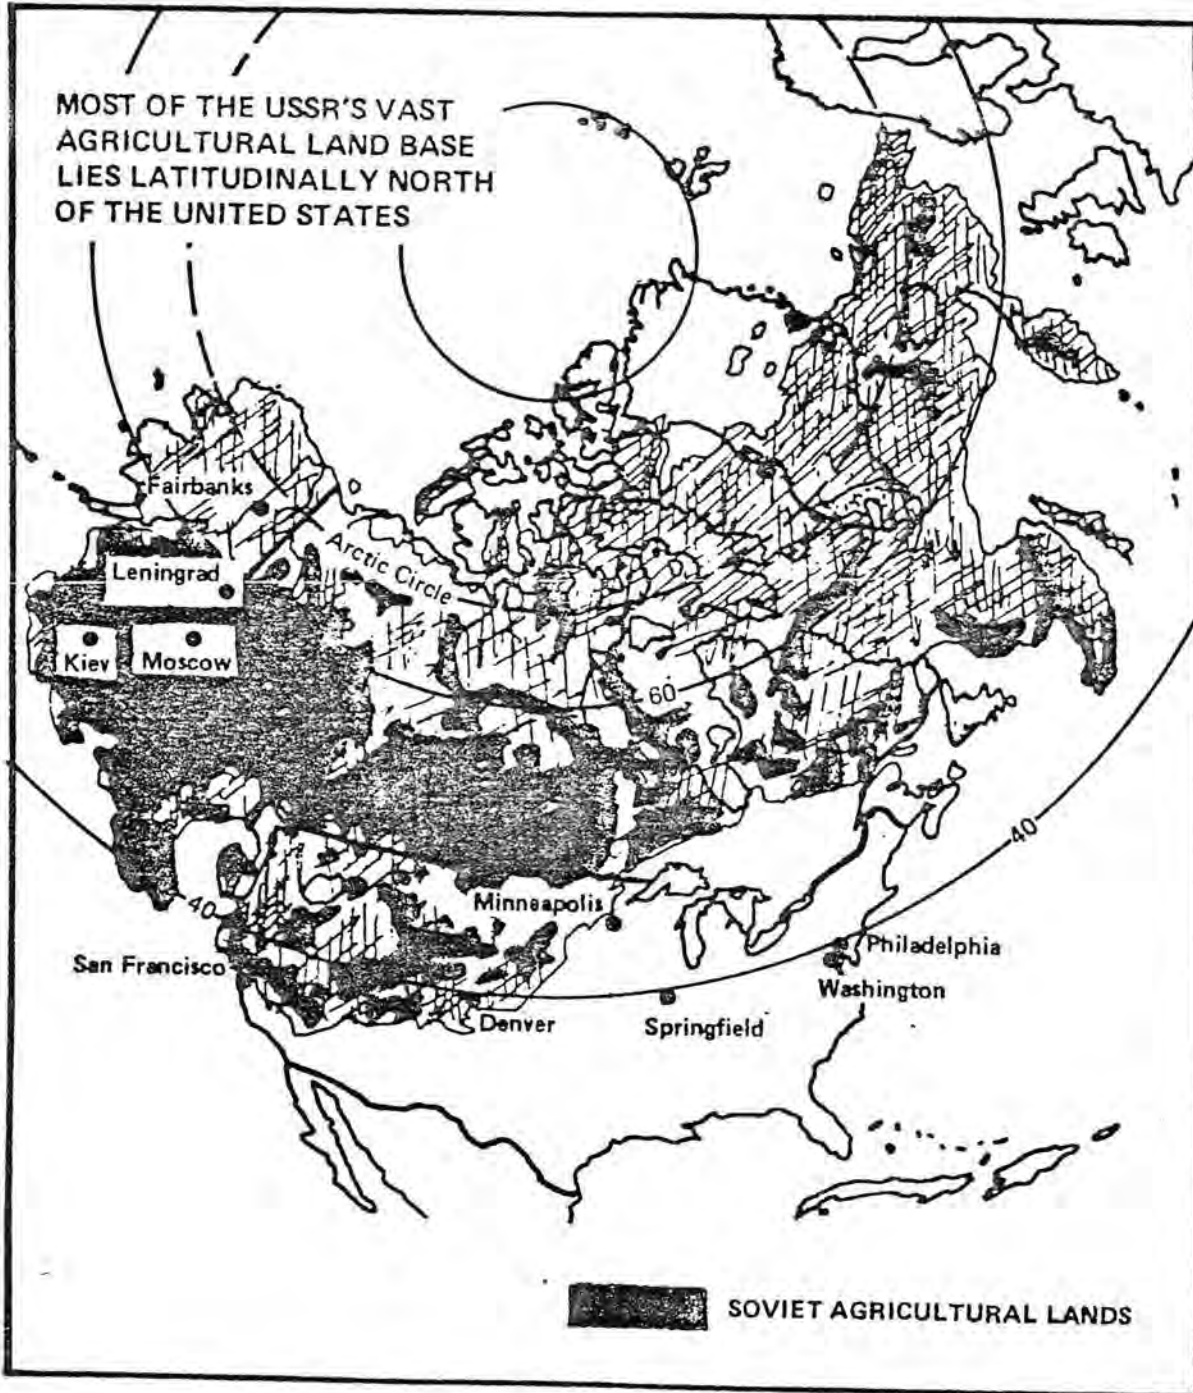 MOST OF THE USSR'S VAST
AGRICULTURAL LAND BASE
LIES LATITUDINALLY NORTH
OF THE UNITED STATES
Fairbanks
Arctic Circle
Leningrad
Kiev
Moscow
60
40
40
Minneapolis
San Francisco
Philadelphia
Washington
Denver
Springfield
SOVIET AGRICULTURAL LANDS